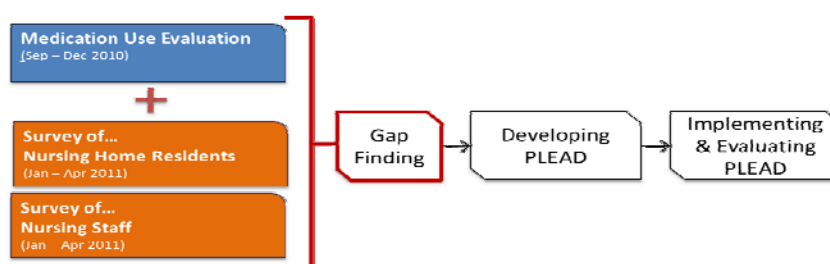 Medication Use Evaluation
(Sep – Dec 2010)
+
Survey of...
Nursing Home Residents
(Jan – Apr 2011)
Survey of...
Nursing Staff
(Jan – Apr 2011)
Gap
Finding
Developing
PLEAD
Implementing
& Evaluating
PLEAD